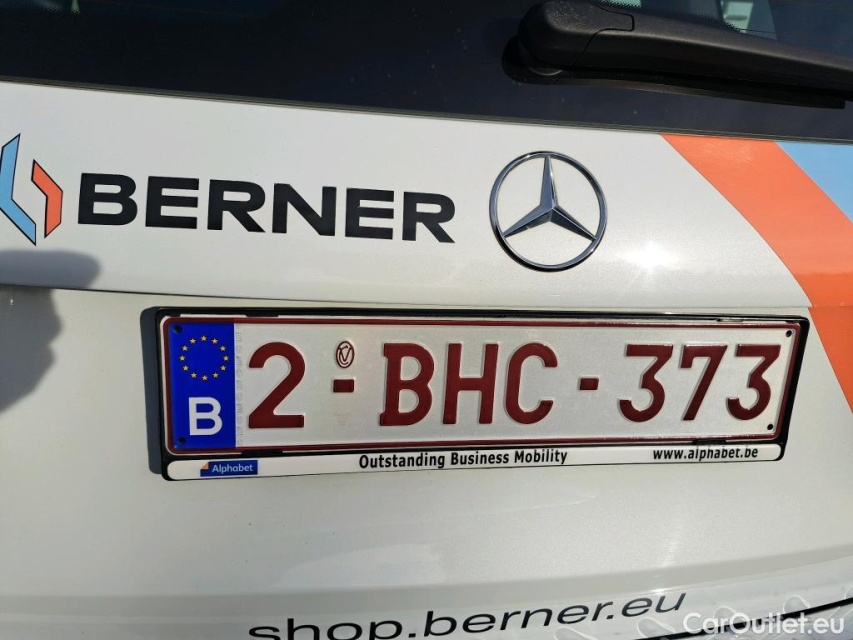 BERNER
B 2-BHC-373
Alphabet Outstanding Business Mobility www.alphabet.be
shop.berner.eu
CarOutlet.eu